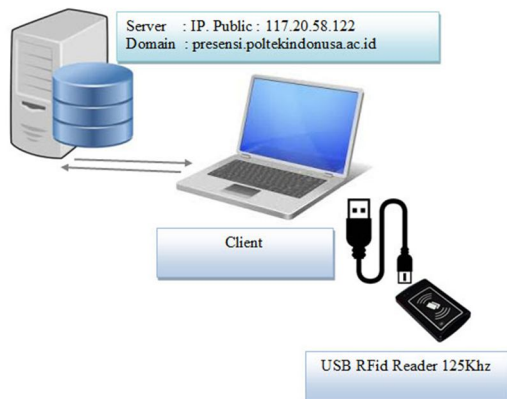 Server : IP. Public : 117.20.58.122
Domain : presensi.poltekindonusa.ac.id
Client
USB RFid Reader 125Khz